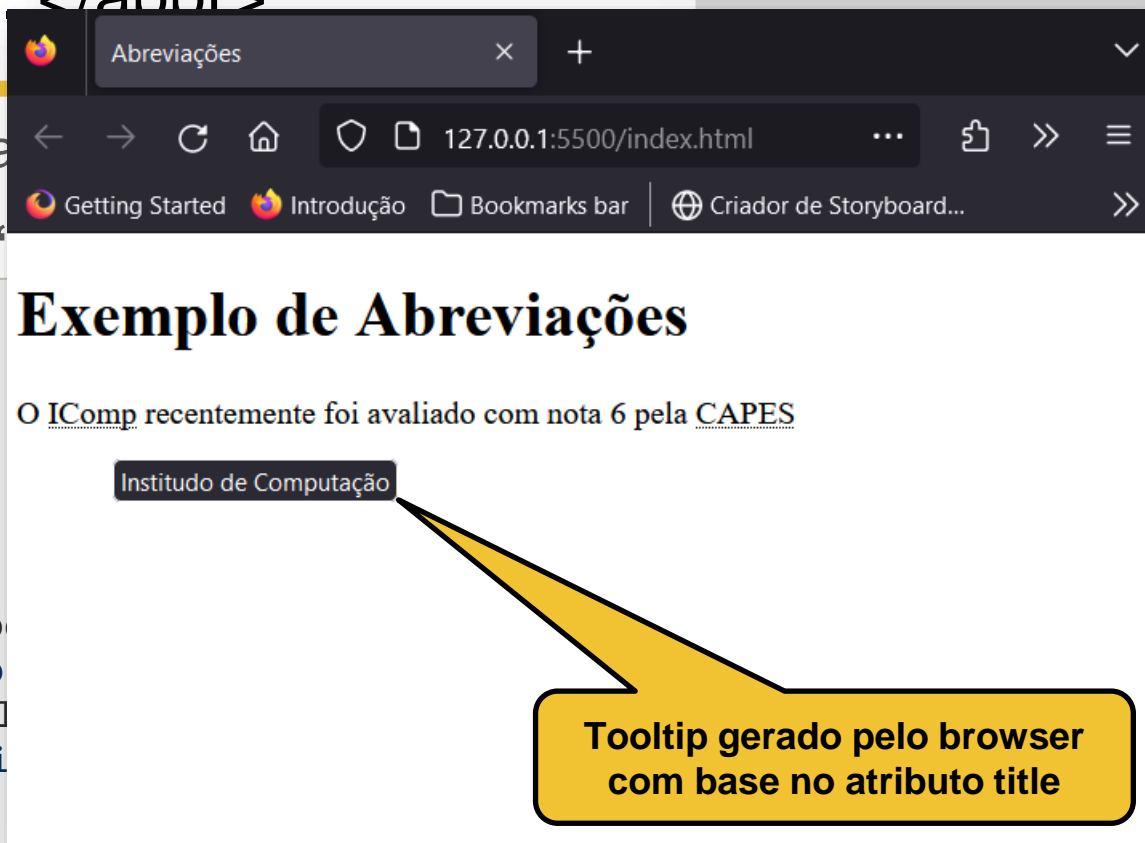 </abbr>
Abreviações
127.0.0.1:5500/index.html
Getting Started Introdução Bookmarks bar Criador de Storyboard...
Exemplo de Abreviações
O IComp recentemente foi avaliado com nota 6 pela CAPES
Institudo de Computação
Tooltip gerado pelo browser
com base no atributo title